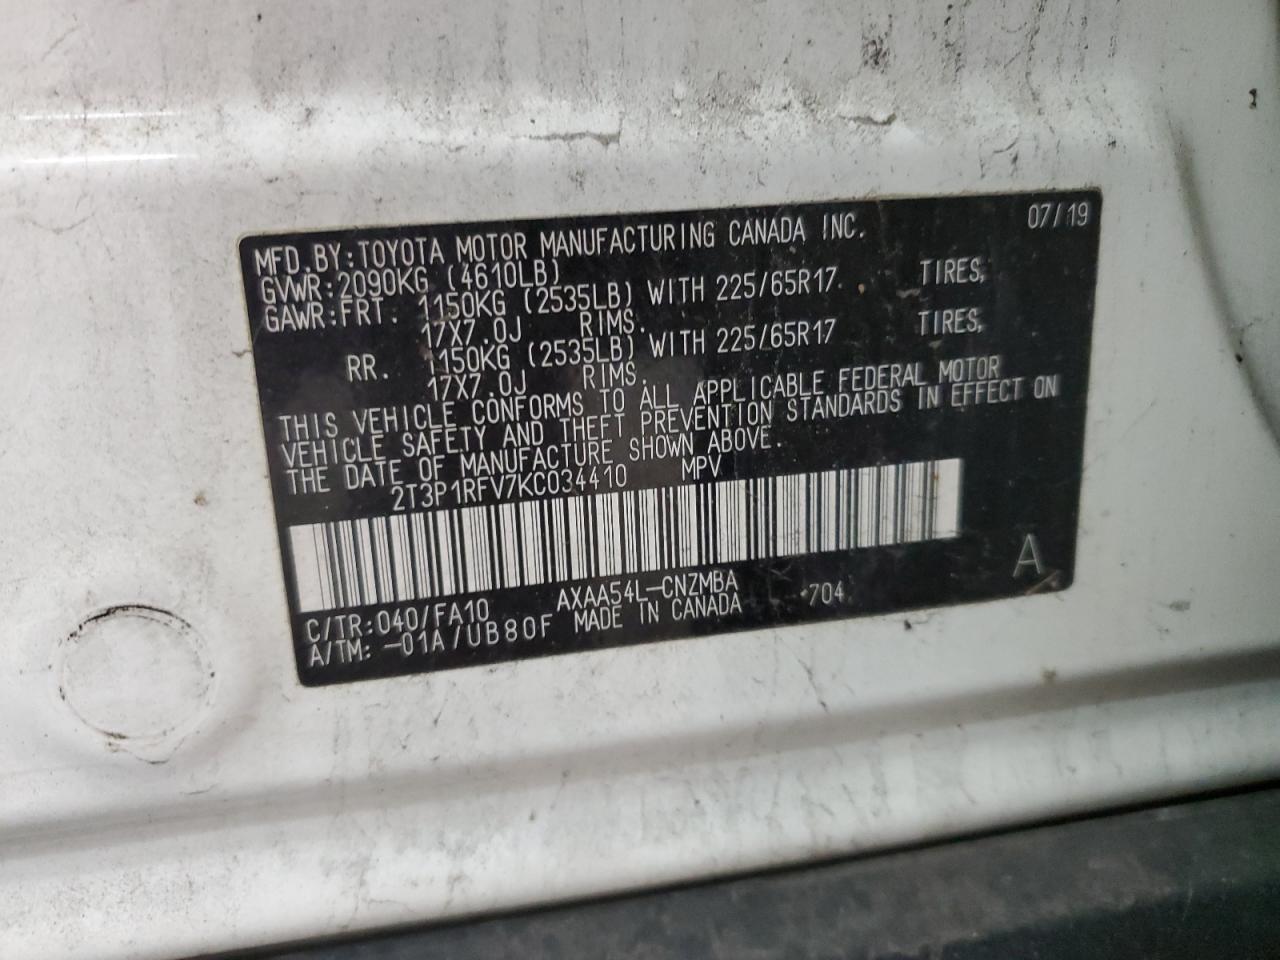 07/19
MFD.BY:TOYOTA MOTOR MANUFACTURING CANADA INC.
GVWR:2090KG (4610LB)
GAWR:FRT. 1150KG (2535LB) WITH 225/65R17. TIRES,
17X7.0J RIMS.
RR. 1150KG (2535LB) WITH 225/65R17 TIRES,
17X7.0J RIMS.
THIS VEHICLE CONFORMS TO ALL APPLICABLE FEDERAL MOTOR
VEHICLE SAFETY AND THEFT PREVENTION STANDARDS IN EFFECT ON
THE DATE OF MANUFACTURE SHOWN ABOVE.
2T3P1RFV7KC034410 MPV
A
C/TR:040/FA10 AXAA54L-CNZMBA 704
A/TM:-01A/UB80F MADE IN CANADA